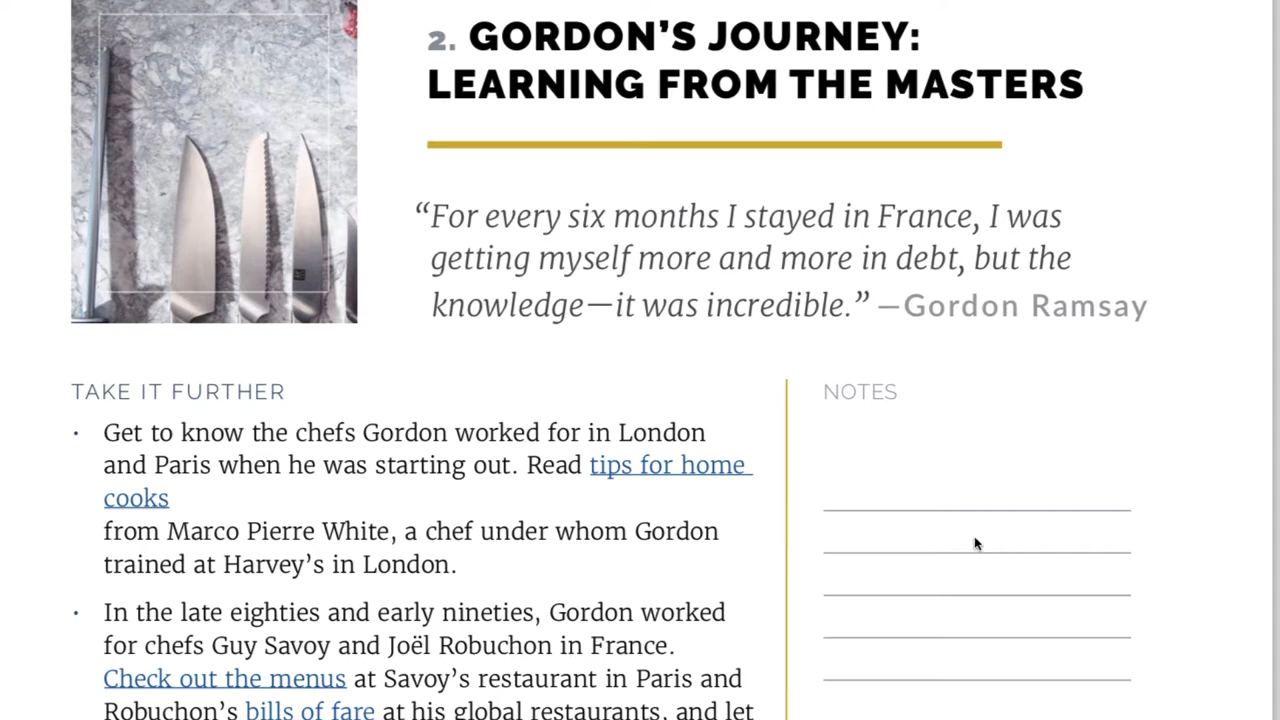 2. GORDON’S JOURNEY:
LEARNING FROM THE MASTERS
“For every six months I stayed in France, I was
getting myself more and more in debt, but the
knowledge—it was incredible.” —Gordon Ramsay
TAKE IT FURTHER
• Get to know the chefs Gordon worked for in London
and Paris when he was starting out. Read tips for home
cooks
from Marco Pierre White, a chef under whom Gordon
trained at Harvey’s in London.
• In the late eighties and early nineties, Gordon worked
for chefs Guy Savoy and Joël Robuchon in France.
Check out the menus at Savoy’s restaurant in Paris and
Robuchon’s bills of fare at his global restaurants, and let
NOTES